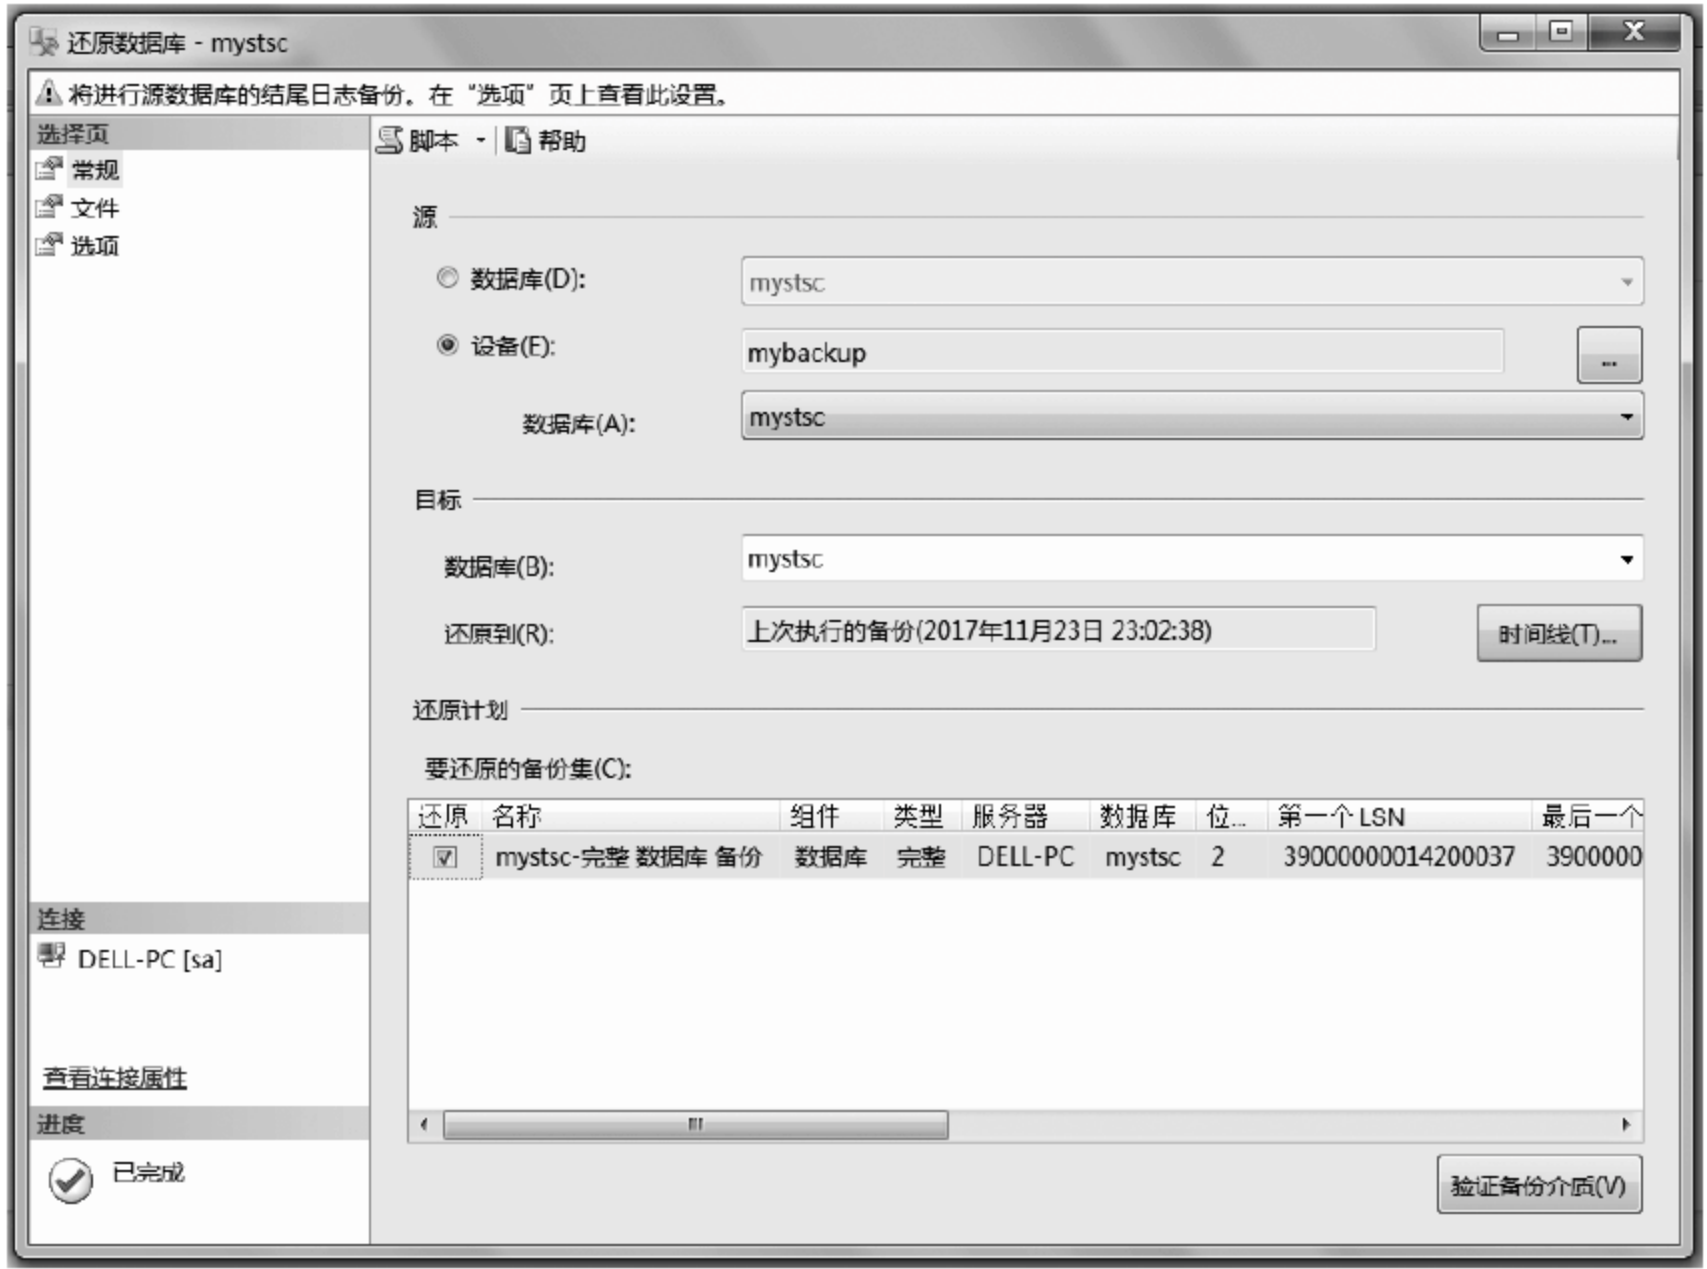 还原数据库 - mystsc
将进行源数据库的结尾日志备份。在“选项”页上查看此设置。
选择页
常规
文件
选项
脚本 帮助
源
数据库(D): mystsc
设备(E): mybackup ...
数据库(A): mystsc
目标
数据库(B): mystsc
还原到(R): 上次执行的备份(2017年11月23日 23:02:38) 时间线(T)...
还原计划
要还原的备份集(C):
还原 名称 组件 类型 服务器 数据库 位... 第一个 LSN 最后一个
mystsc-完整 数据库 备份 数据库 完整 DELL-PC mystsc 2 39000000014200037 3900000
连接
DELL-PC [sa]
查看连接属性
进度
已完成
验证备份介质(V)